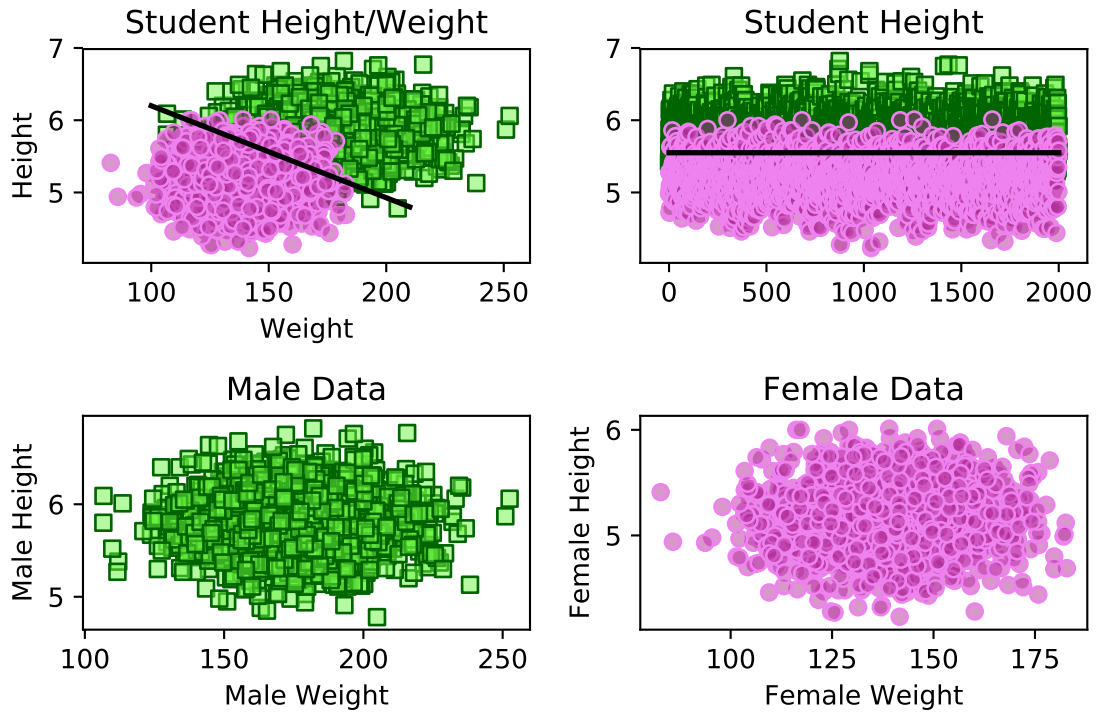 Student Height/Weight
Height
7
6
5
100 150 200 250
Weight
Student Height
7
6
5
0 500 1000 1500 2000
Male Data
Male Height
6
5
100 150 200 250
Male Weight
Female Data
Female Height
6
5
100 125 150 175
Female Weight